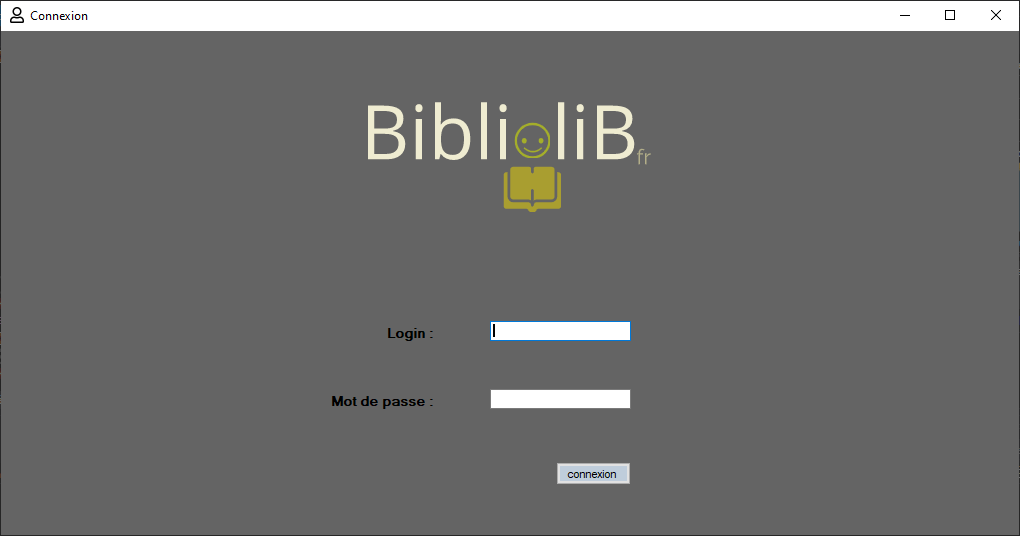 Connexion
BiblioliB
fr
Login :
Mot de passe :
connexion